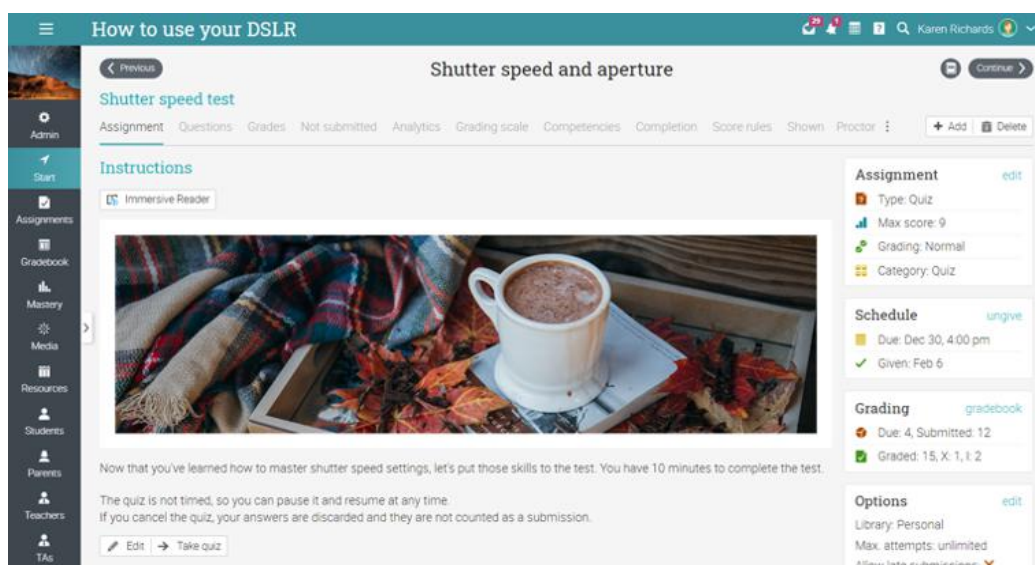 How to use your DSLR
29
1
Karen Richards
Previous
Shutter speed and aperture
Continue
Shutter speed test
Assignment Questions Grades Not submitted Analytics Grading scale Competencies Completion Score rules Shown Proctor
Add Delete
Admin
Start
Assignments
Gradebook
Mastery
Media
Resources
Students
Parents
Teachers
TAs
Instructions
Immersive Reader
Now that you've learned how to master shutter speed settings, let's put those skills to the test. You have 10 minutes to complete the test.
The quiz is not timed, so you can pause it and resume at any time.
If you cancel the quiz, your answers are discarded and they are not counted as a submission.
Edit Take quiz
Assignment edit
Type: Quiz
Max score: 9
Grading: Normal
Category: Quiz
Schedule ungive
Due: Dec 30, 4:00 pm
Given: Feb 6
Grading gradebook
Due: 4, Submitted: 12
Graded: 15, X: 1, I: 2
Options edit
Library: Personal
Max. attempts: unlimited
Allow late submissions: